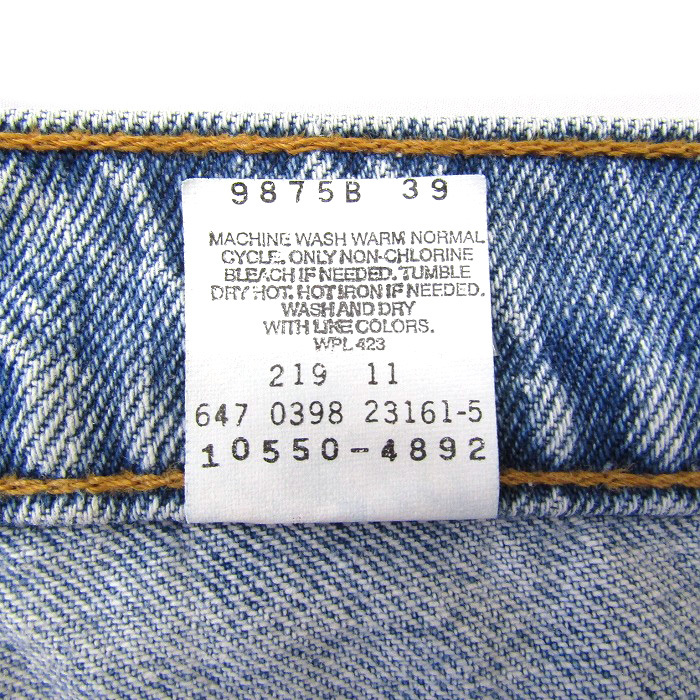 9875B 39
MACHINE WASH WARM NORMAL
CYCLE. ONLY NON-CHLORINE
BLEACH IF NEEDED. TUMBLE
DRY HOT. HOT IRON IF NEEDED.
WASH AND DRY
WITH LIKE COLORS.
WPL 423
219 11
647 0398 23161-5
10550-4892